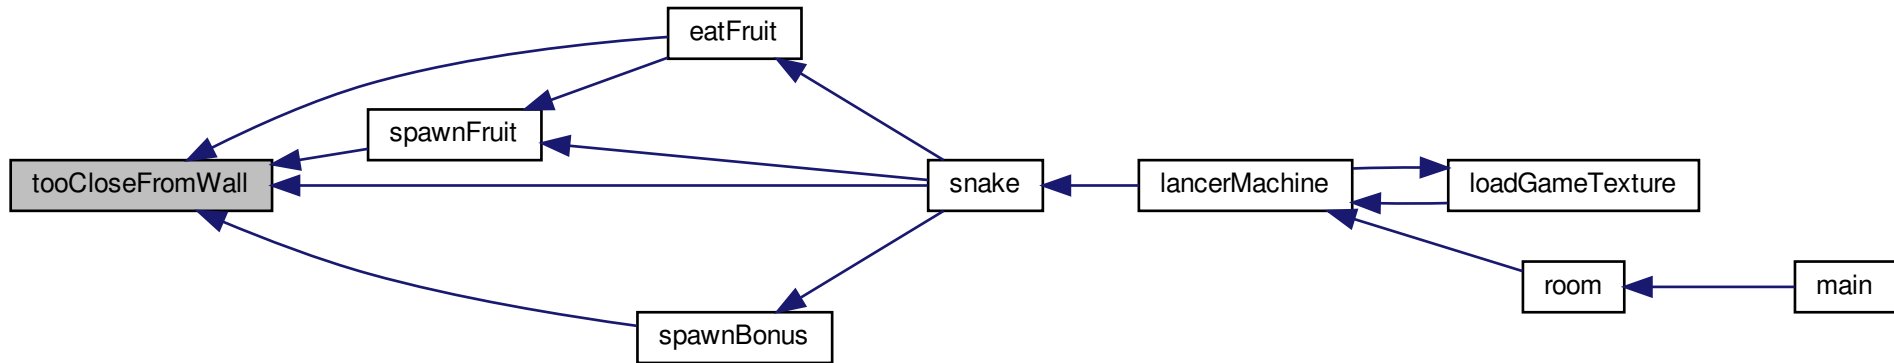 eatFruit
spawnFruit
tooCloseFromWall
snake
lancerMachine
loadGameTexture
room
main
spawnBonus